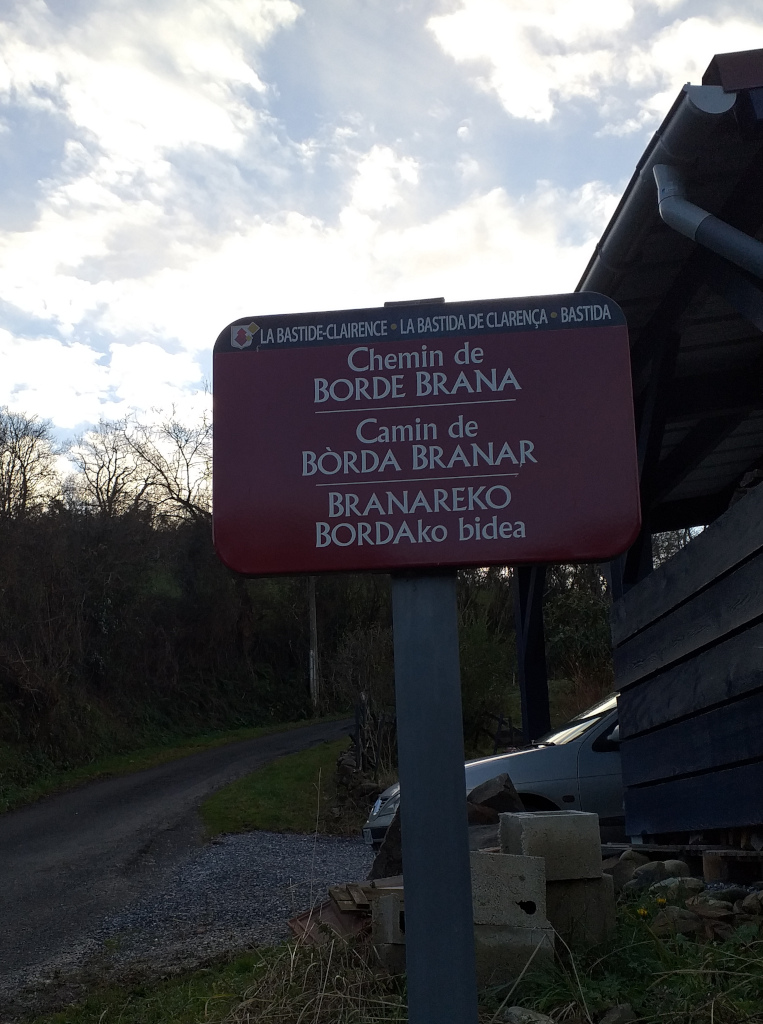 LA BASTIDE-CLAIRENCE • LA BASTIDA DE CLARENÇA • BASTIDA
Chemin de
BORDE BRANA
Camin de
BÒRDA BRANAR
BRANAREKO
BORDAko bidea